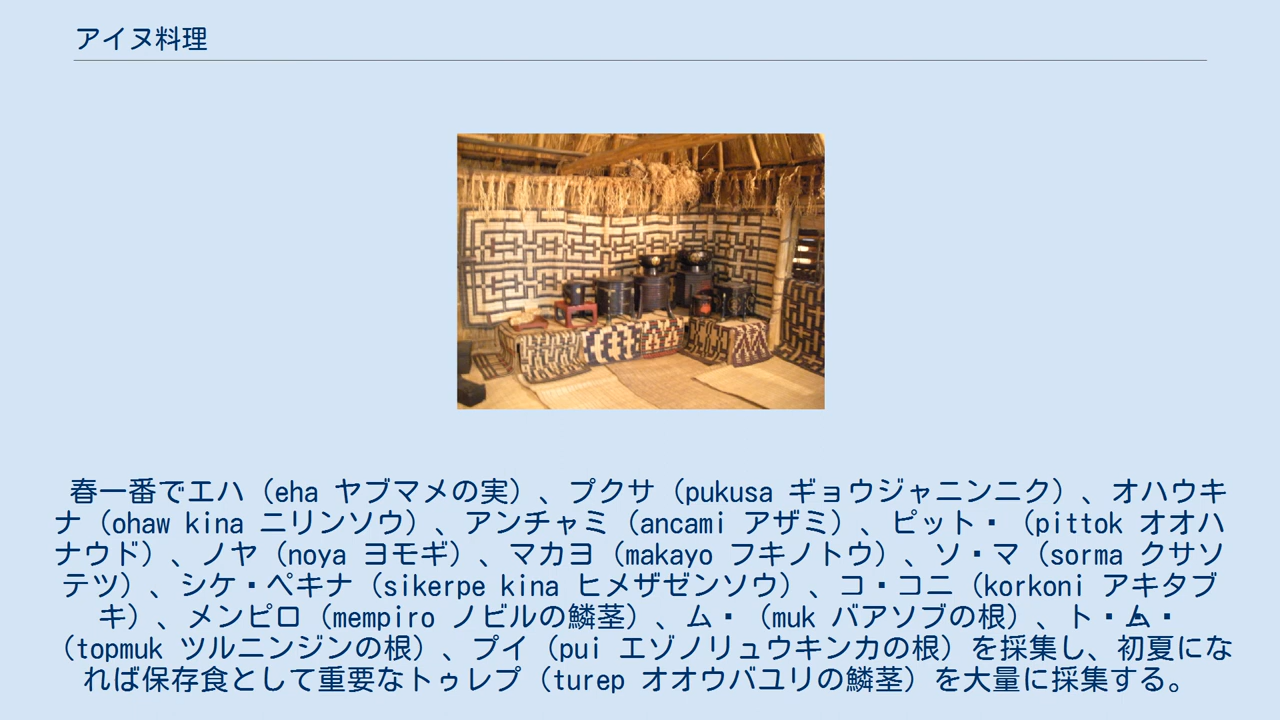 アイヌ料理
春一番でエハ（eha ヤブマメの実）、プクサ（pukusa ギョウジャニンニク）、オハウキ
ナ（ohaw kina ニリンソウ）、アンチャミ（ancami アザミ）、ピット・（pittok オオハ
ナウド）、ノヤ（noya ヨモギ）、マカヨ（makayo フキノトウ）、ソ・マ（sorma クサソ
テツ）、シケ・ペキナ（sikerpe kina ヒメザゼンソウ）、コ・コニ（korkoni アキタブ
キ）、メンピロ（mempiro ノビルの鱗茎）、ム・（muk バアソブの根）、ト・ム・
（topmuk ツルニンジンの根）、プイ（pui エゾノリュウキンカの根）を採集し、初夏にな
れば保存食として重要なトゥレプ（turep オオウバユリの鱗茎）を大量に採集する。